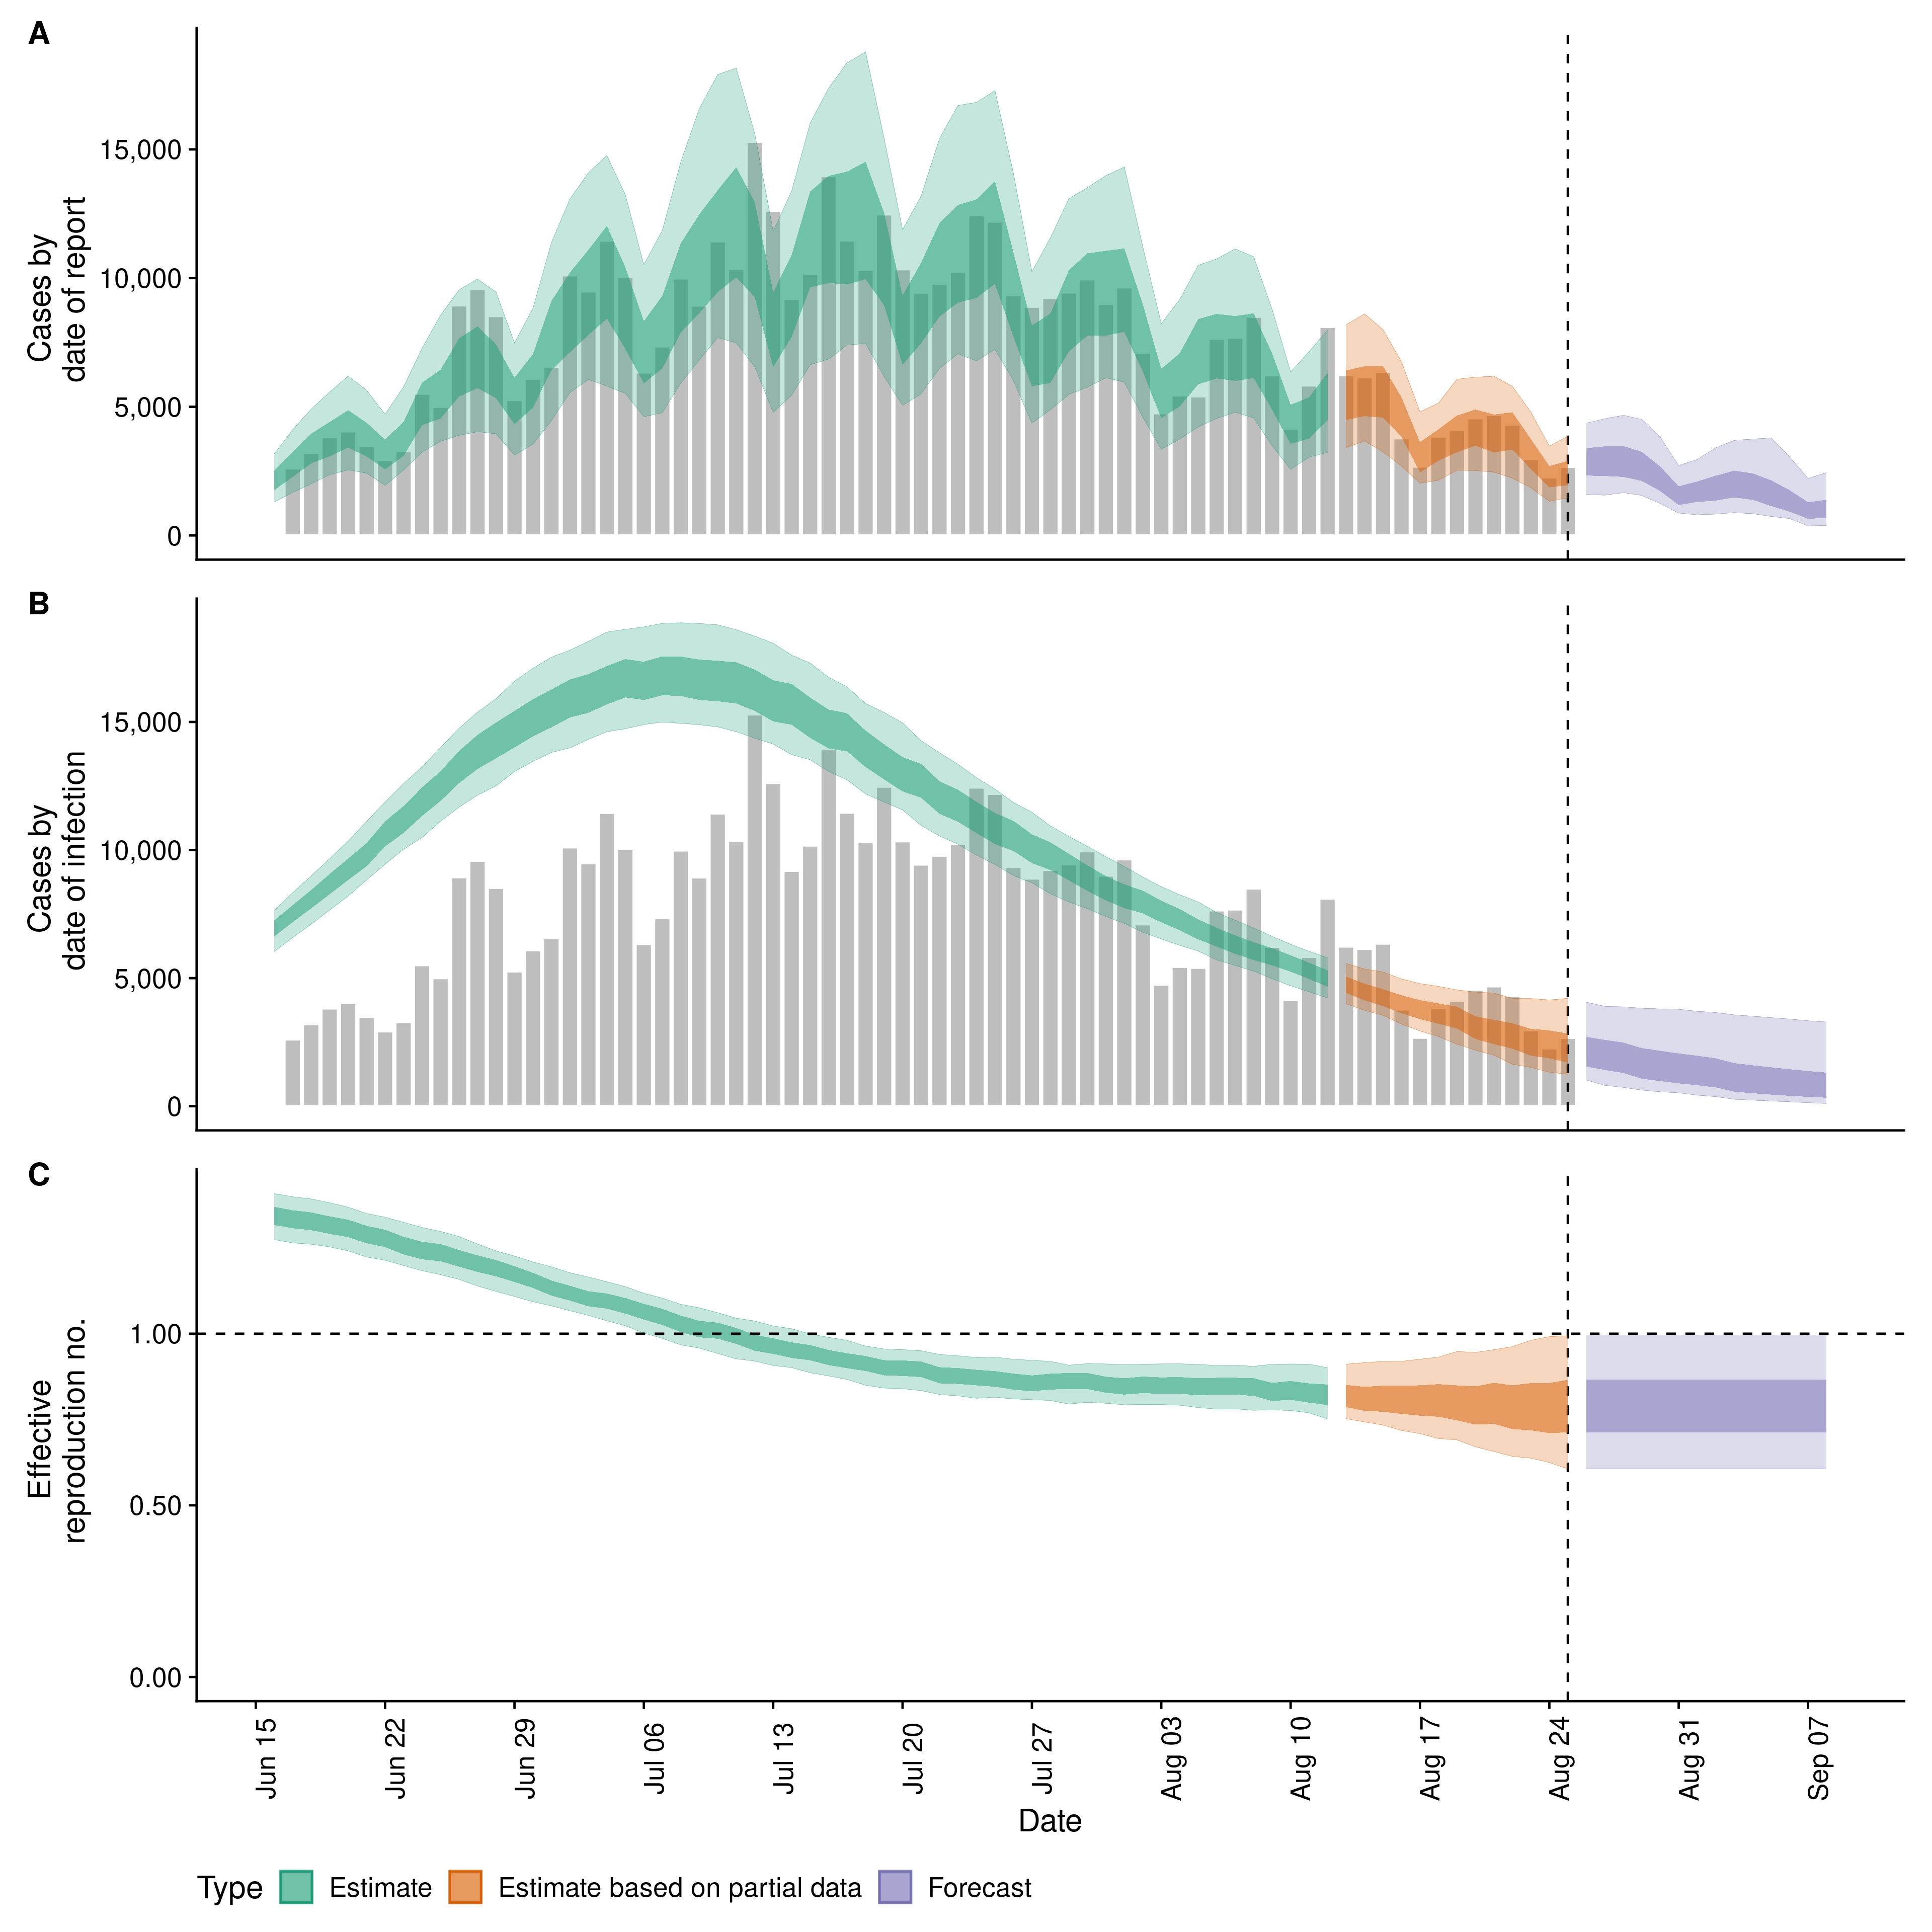 A
Cases by
date of report
15,000
10,000
5,000
0
B
Cases by
date of infection
15,000
10,000
5,000
0
C
Effective
reproduction no.
1.00
0.50
0.00
Jun 15
Jun 22
Jun 29
Jul 06
Jul 13
Jul 20
Jul 27
Aug 03
Aug 10
Aug 17
Aug 24
Aug 31
Sep 07
Date
Type Estimate Estimate based on partial data Forecast